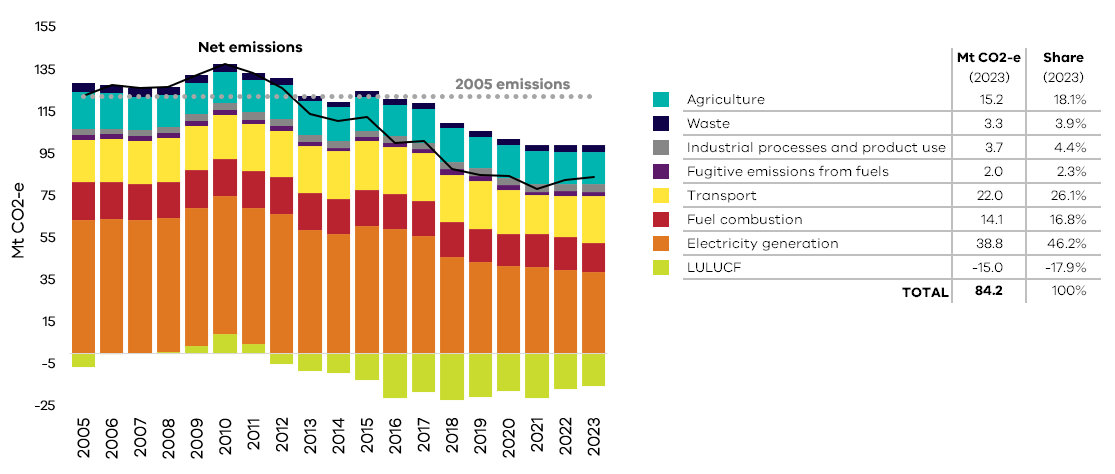 155
135
115
95
75
55
35
15
-5
-25
Mt CO2-e
Net emissions
2005 emissions
2005 2006 2007 2008 2009 2010 2011 2012 2013 2014 2015 2016 2017 2018 2019 2020 2021 2022 2023
Mt CO2-e Share
(2023) (2023)
Agriculture 15.2 18.1%
Waste 3.3 3.9%
Industrial processes and product use 3.7 4.4%
Fugitive emissions from fuels 2.0 2.3%
Transport 22.0 26.1%
Fuel combustion 14.1 16.8%
Electricity generation 38.8 46.2%
LULUCF -15.0 -17.9%
TOTAL 84.2 100%